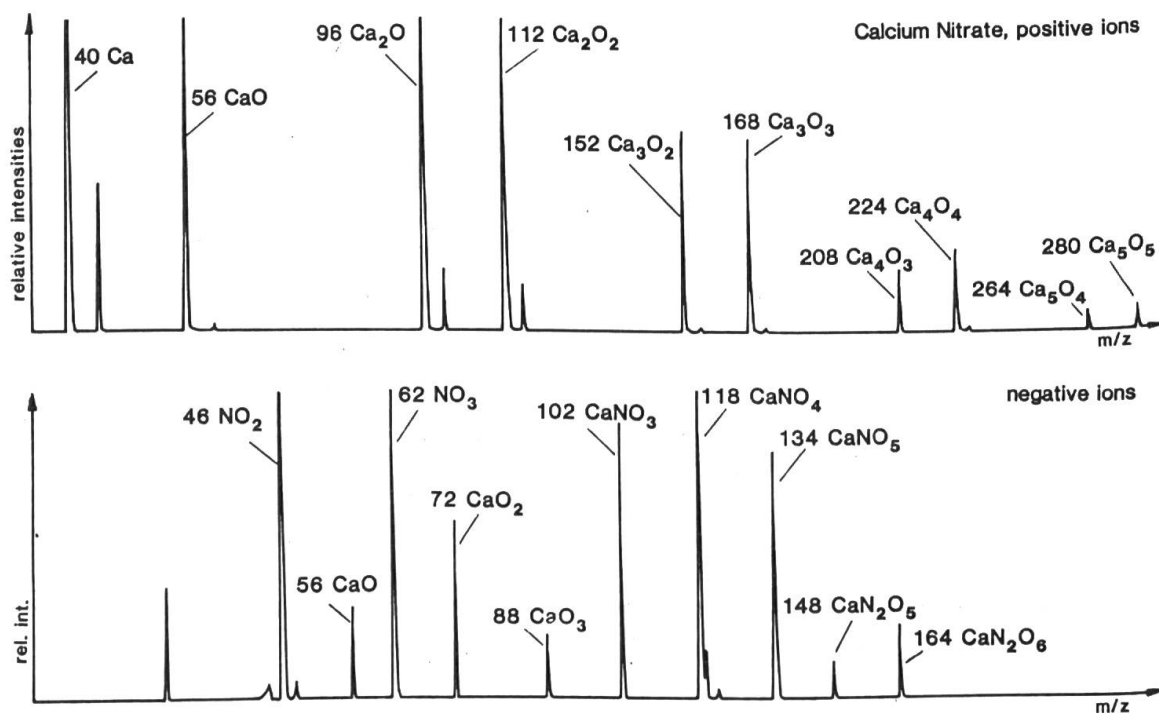 Calcium Nitrate, positive ions
relative intensities
40 Ca
56 CaO
96 Ca₂O
112 Ca₂O₂
152 Ca₃O₂
168 Ca₃O₃
208 Ca₄O₃
224 Ca₄O₄
264 Ca₅O₄
280 Ca₅O₅
m/z
negative ions
rel. int.
46 NO₂
56 CaO
62 NO₃
72 CaO₂
88 CaO₃
102 CaNO₃
118 CaNO₄
134 CaNO₅
148 CaN₂O₅
164 CaN₂O₆
m/z